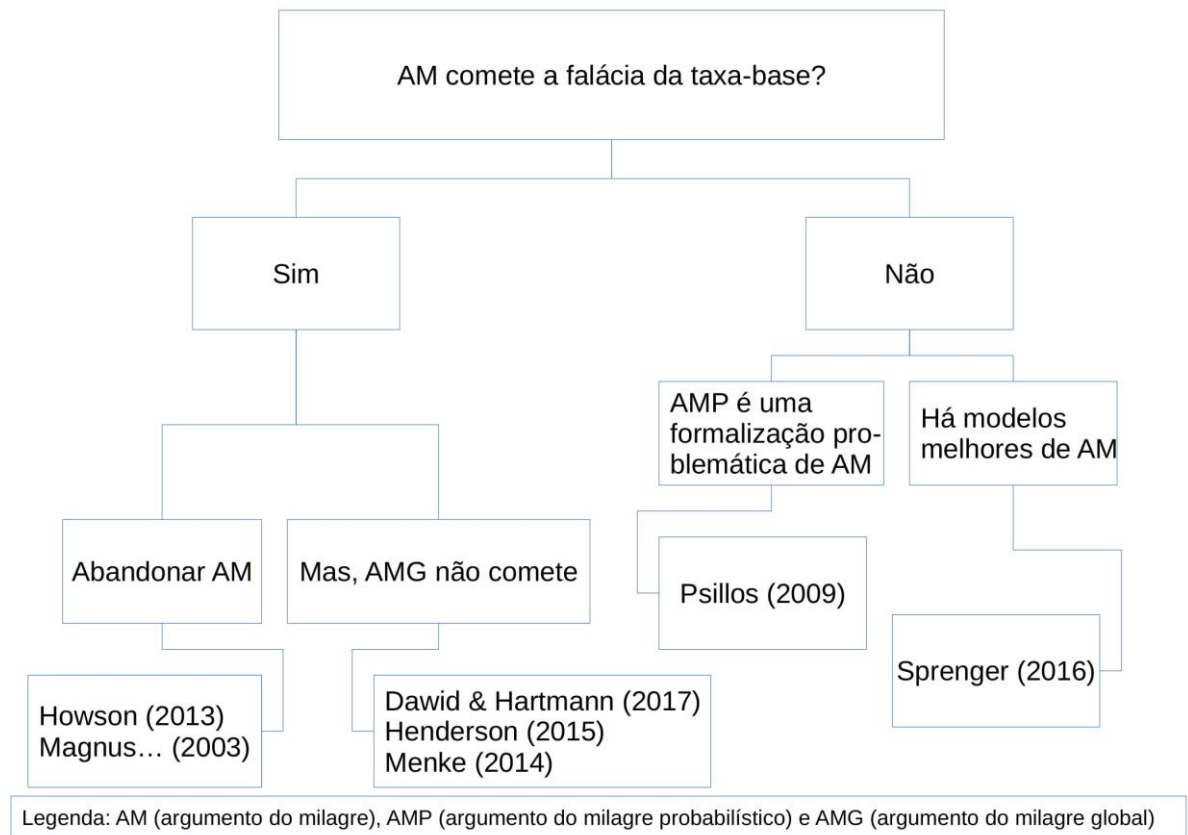 AM comete a falácia da taxa-base?
Sim
Não
AMP é uma
formalização pro-
blemática de AM
Há modelos
melhores de AM
Abandonar AM
Mas, AMG não comete
Psillos (2009)
Sprenger (2016)
Howson (2013)
Magnus… (2003)
Dawid & Hartmann (2017)
Henderson (2015)
Menke (2014)
Legenda: AM (argumento do milagre), AMP (argumento do milagre probabilístico) e AMG (argumento do milagre global)